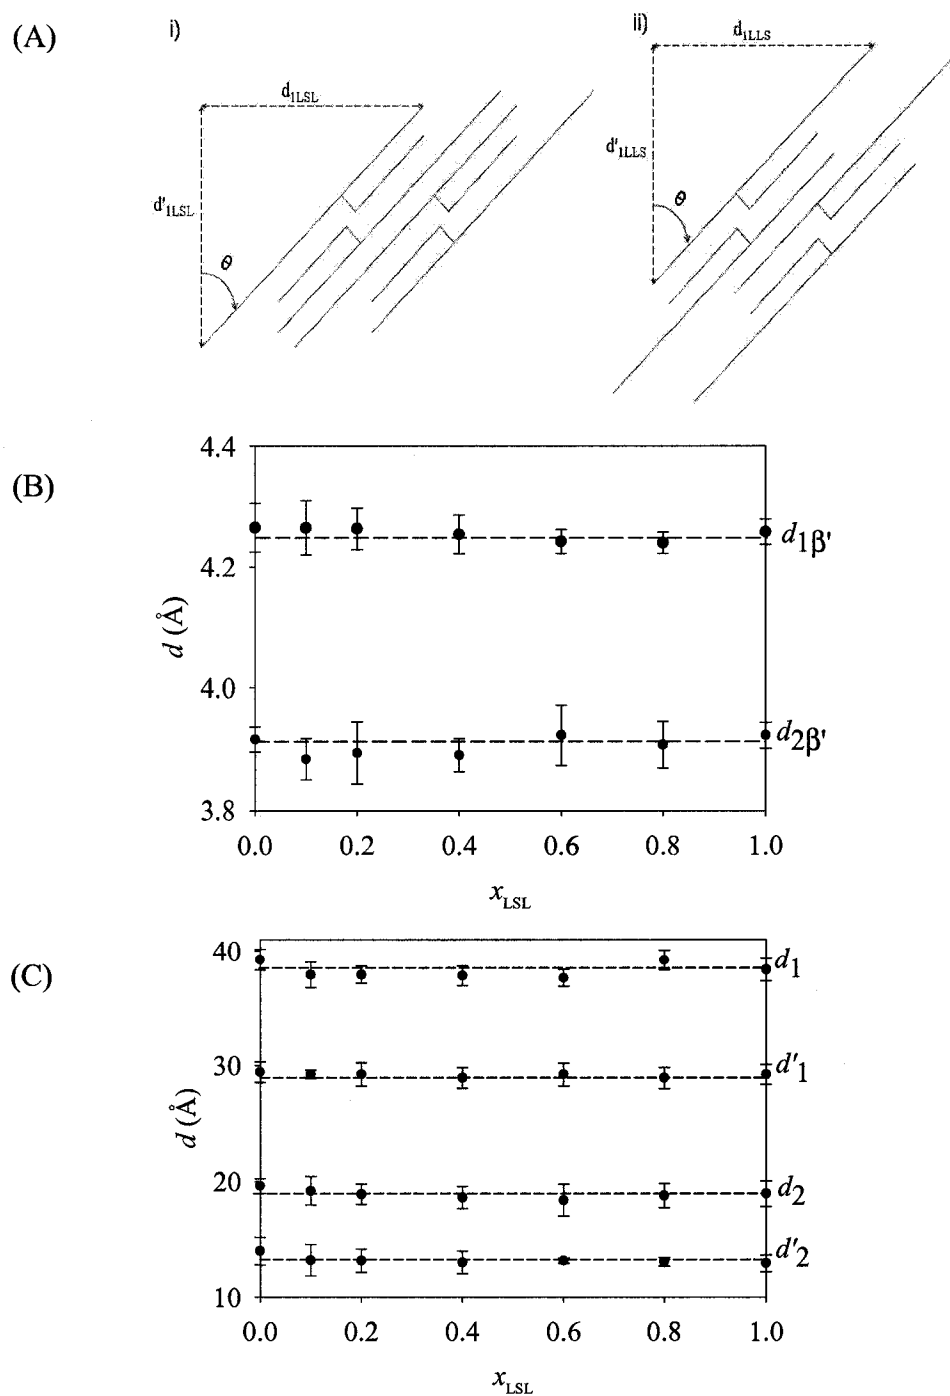 (A)
i)
d1LSL
d'1LSL
θ
ii)
d1LLS
d'1LLS
θ
(B)
4.4
4.2
4.0
3.8
d (Å)
d1β'
d2β'
0.0 0.2 0.4 0.6 0.8 1.0
xLSL
(C)
40
30
20
10
d (Å)
d1
d'1
d2
d'2
0.0 0.2 0.4 0.6 0.8 1.0
xLSL